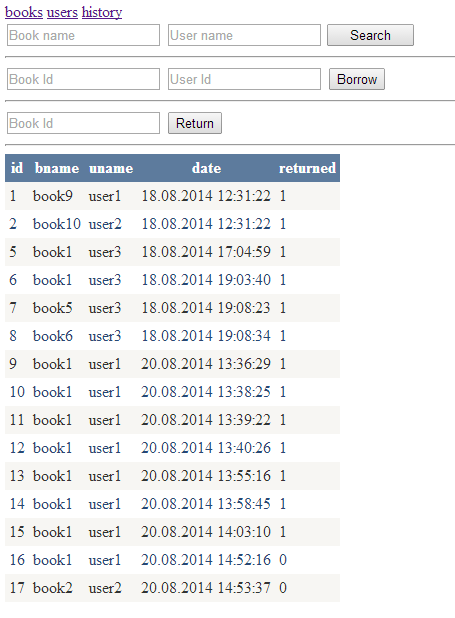 books users history
Book name User name Search
Book Id User Id Borrow
Book Id Return
id bname uname date returned
1 book9 user1 18.08.2014 12:31:22 1
2 book10 user2 18.08.2014 12:31:22 1
5 book1 user3 18.08.2014 17:04:59 1
6 book1 user3 18.08.2014 19:03:40 1
7 book5 user3 18.08.2014 19:08:23 1
8 book6 user3 18.08.2014 19:08:34 1
9 book1 user1 20.08.2014 13:36:29 1
10 book1 user1 20.08.2014 13:38:25 1
11 book1 user1 20.08.2014 13:39:22 1
12 book1 user1 20.08.2014 13:40:26 1
13 book1 user1 20.08.2014 13:55:16 1
14 book1 user1 20.08.2014 13:58:45 1
15 book1 user1 20.08.2014 14:03:10 1
16 book1 user1 20.08.2014 14:52:16 0
17 book2 user2 20.08.2014 14:53:37 0